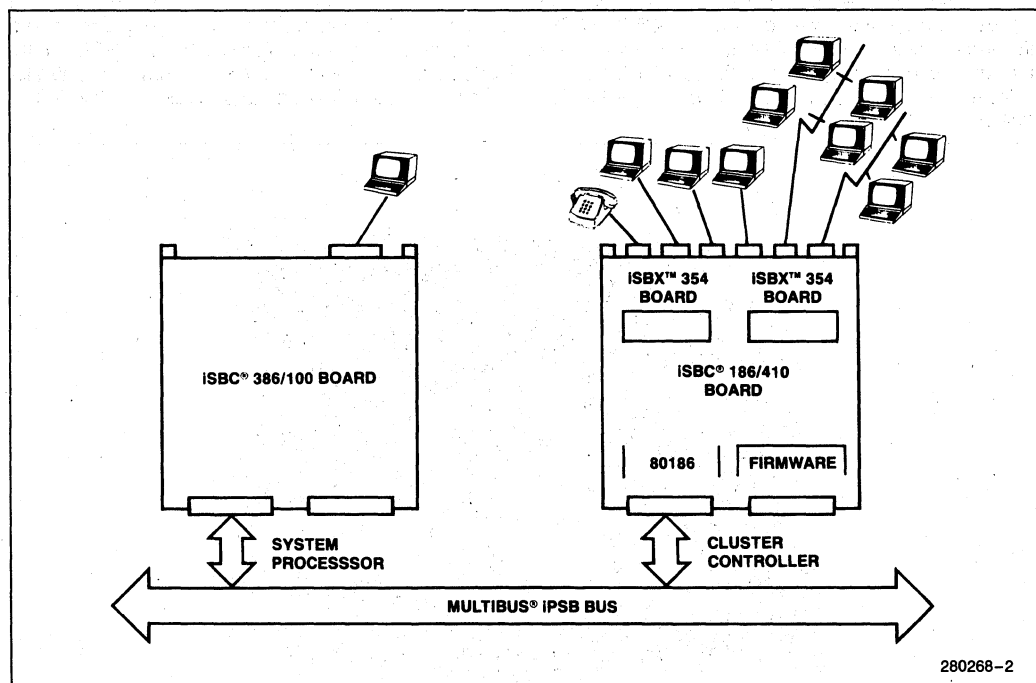 iSBX™ 354
BOARD
iSBX™ 354
BOARD
iSBC® 386/100 BOARD
iSBC® 186/410
BOARD
80186
FIRMWARE
SYSTEM
PROCESSSOR
CLUSTER
CONTROLLER
MULTIBUS® iPSB BUS
280268-2